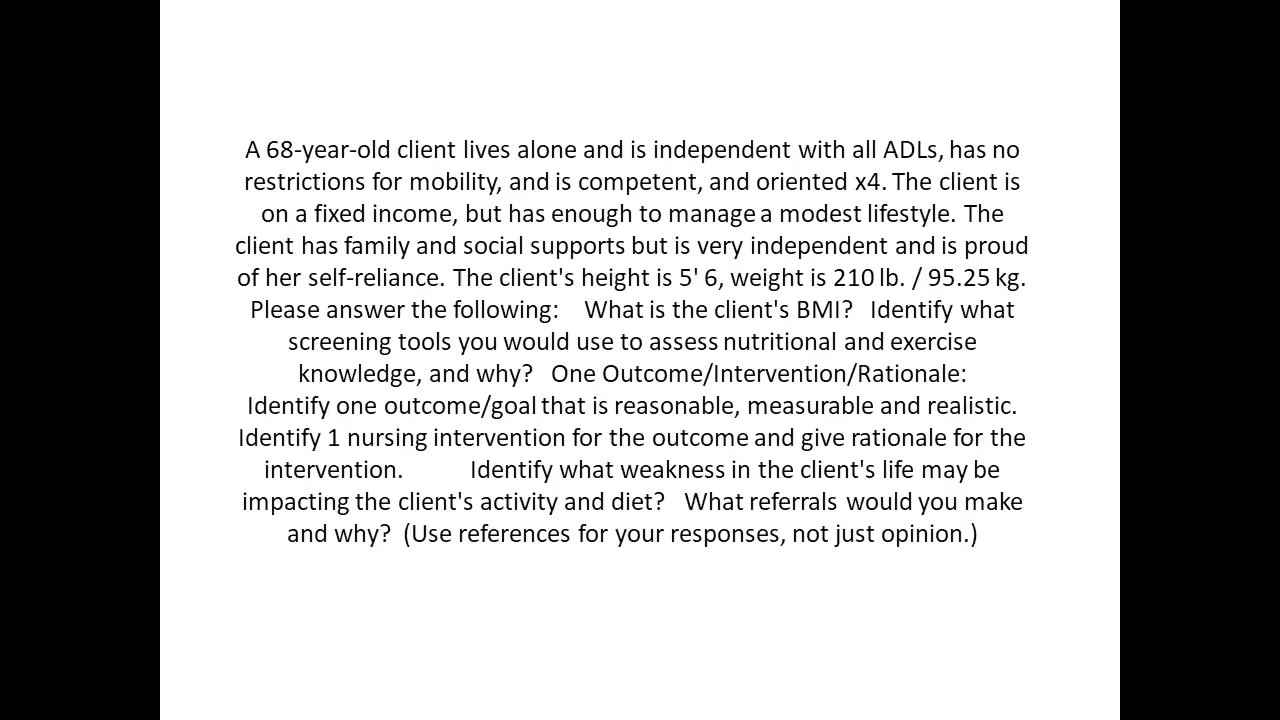 A 68-year-old client lives alone and is independent with all ADLs, has no
restrictions for mobility, and is competent, and oriented x4. The client is
on a fixed income, but has enough to manage a modest lifestyle. The
client has family and social supports but is very independent and is proud
of her self-reliance. The client's height is 5' 6, weight is 210 lb. / 95.25 kg.
Please answer the following: What is the client's BMI? Identify what
screening tools you would use to assess nutritional and exercise
knowledge, and why? One Outcome/Intervention/Rationale:
Identify one outcome/goal that is reasonable, measurable and realistic.
Identify 1 nursing intervention for the outcome and give rationale for the
intervention. Identify what weakness in the client's life may be
impacting the client's activity and diet? What referrals would you make
and why? (Use references for your responses, not just opinion.)